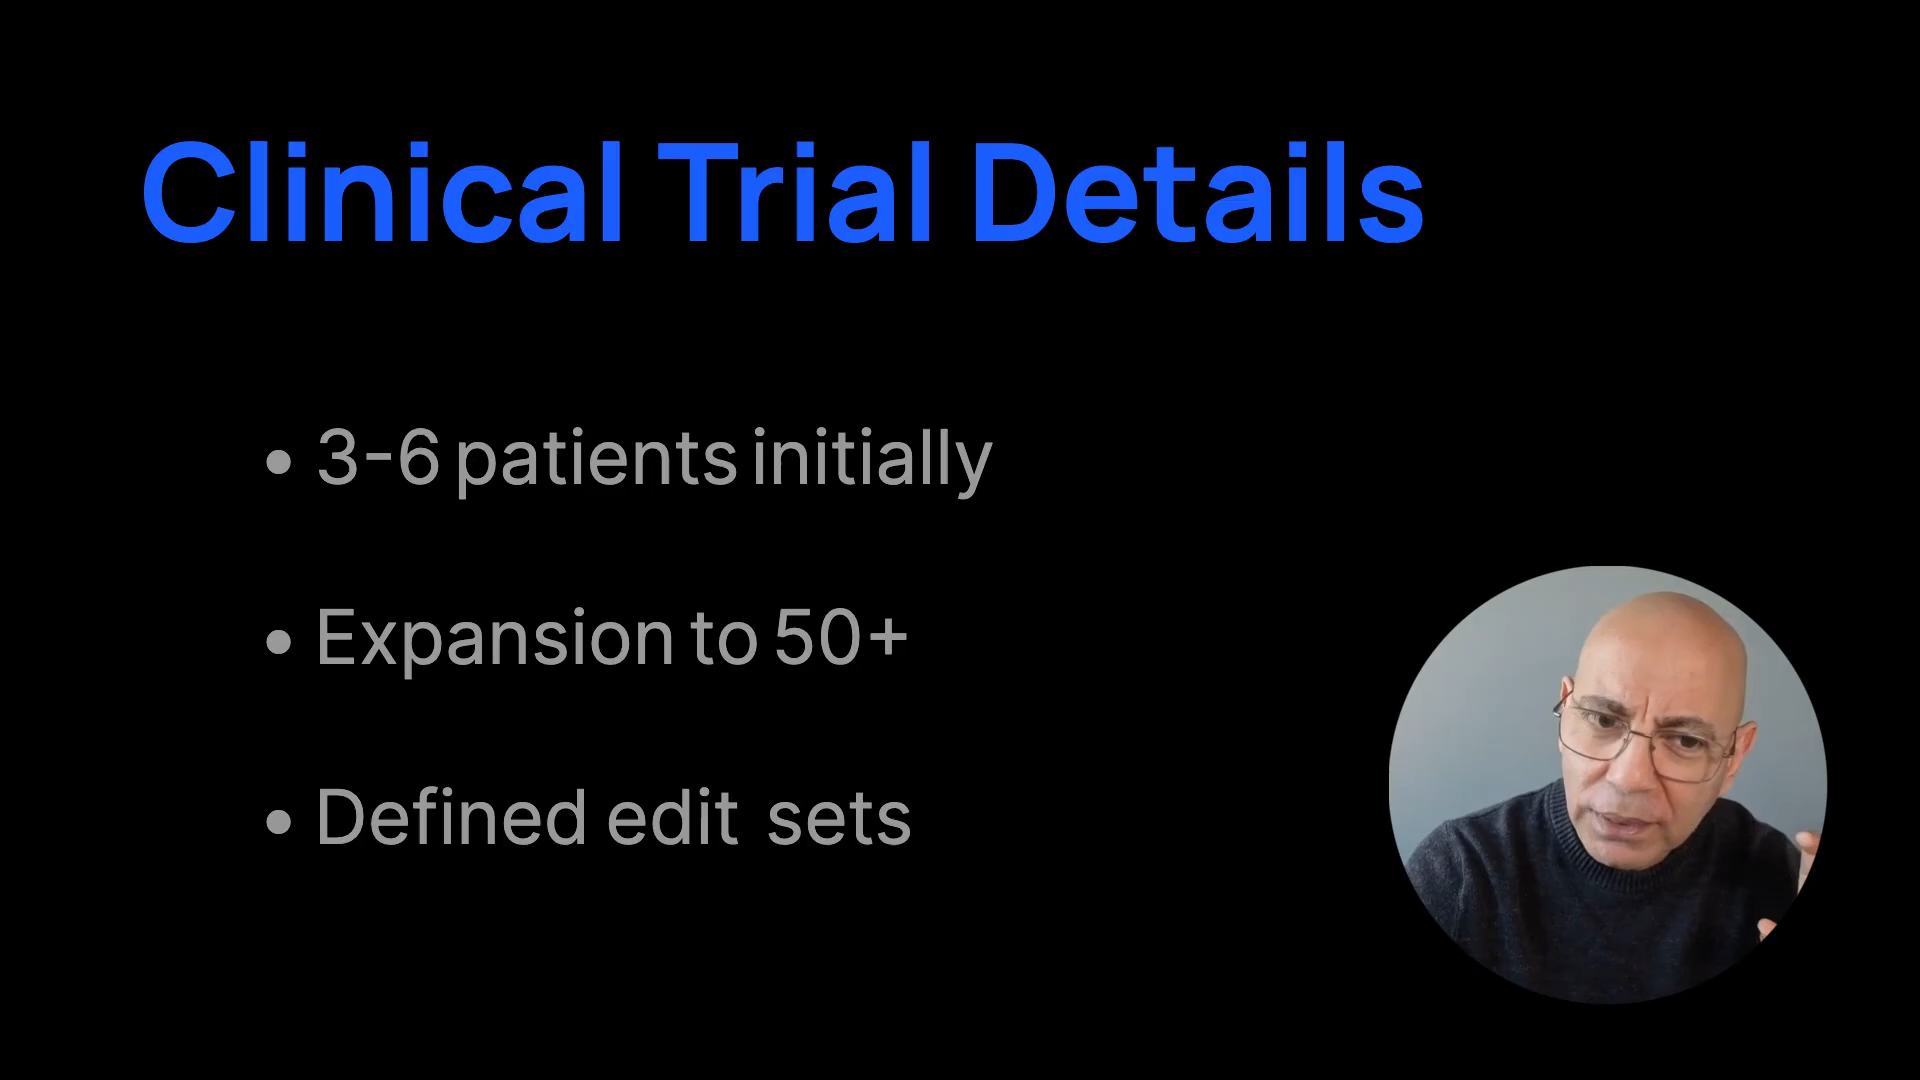 Clinical Trial Details
• 3-6 patients initially
• Expansion to 50+
• Defined edit sets